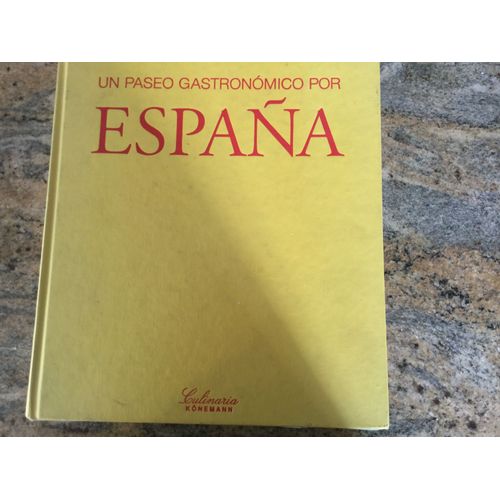 UN PASEO GASTRONÓMICO POR
ESPAÑA
Culinaria
KÖNEMANN